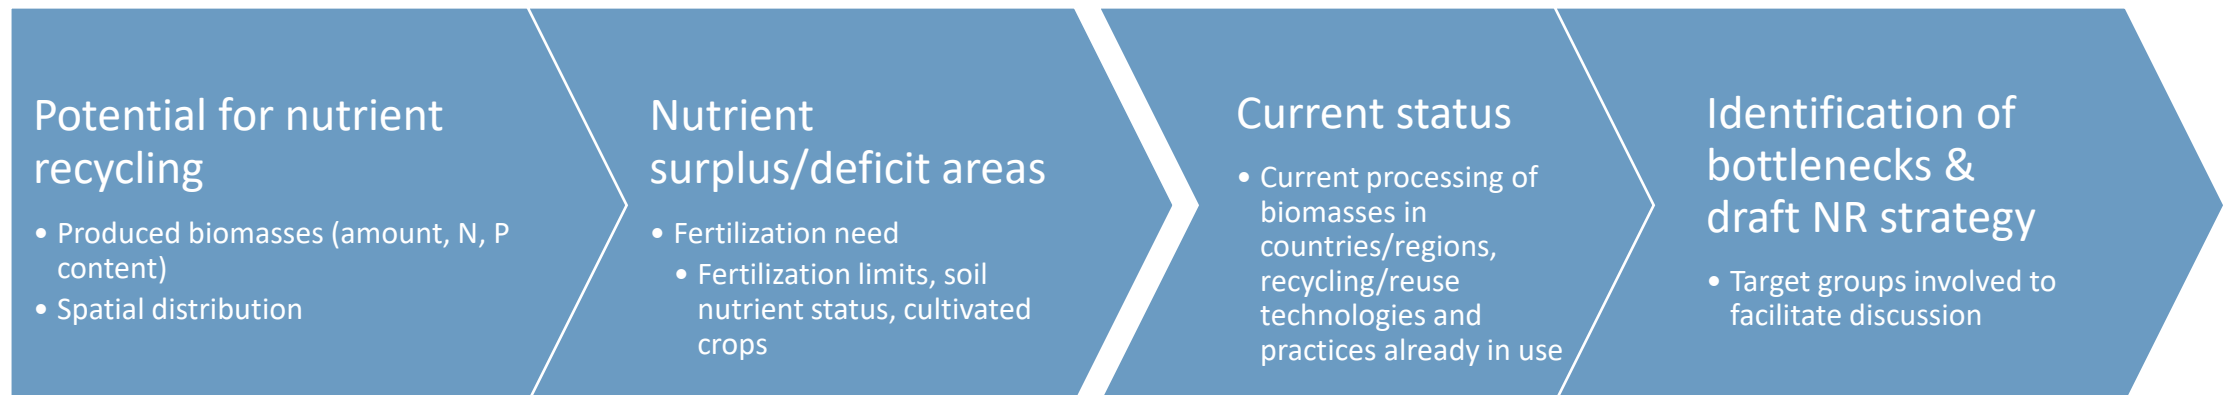 Potential for nutrient
recycling
• Produced biomasses (amount, N, P
content)
• Spatial distribution
Nutrient
surplus/deficit areas
• Fertilization need
• Fertilization limits, soil
nutrient status, cultivated
crops
Current status
• Current processing of
biomasses in
countries/regions,
recycling/reuse
technologies and
practices already in use
Identification of
bottlenecks &
draft NR strategy
• Target groups involved to
facilitate discussion